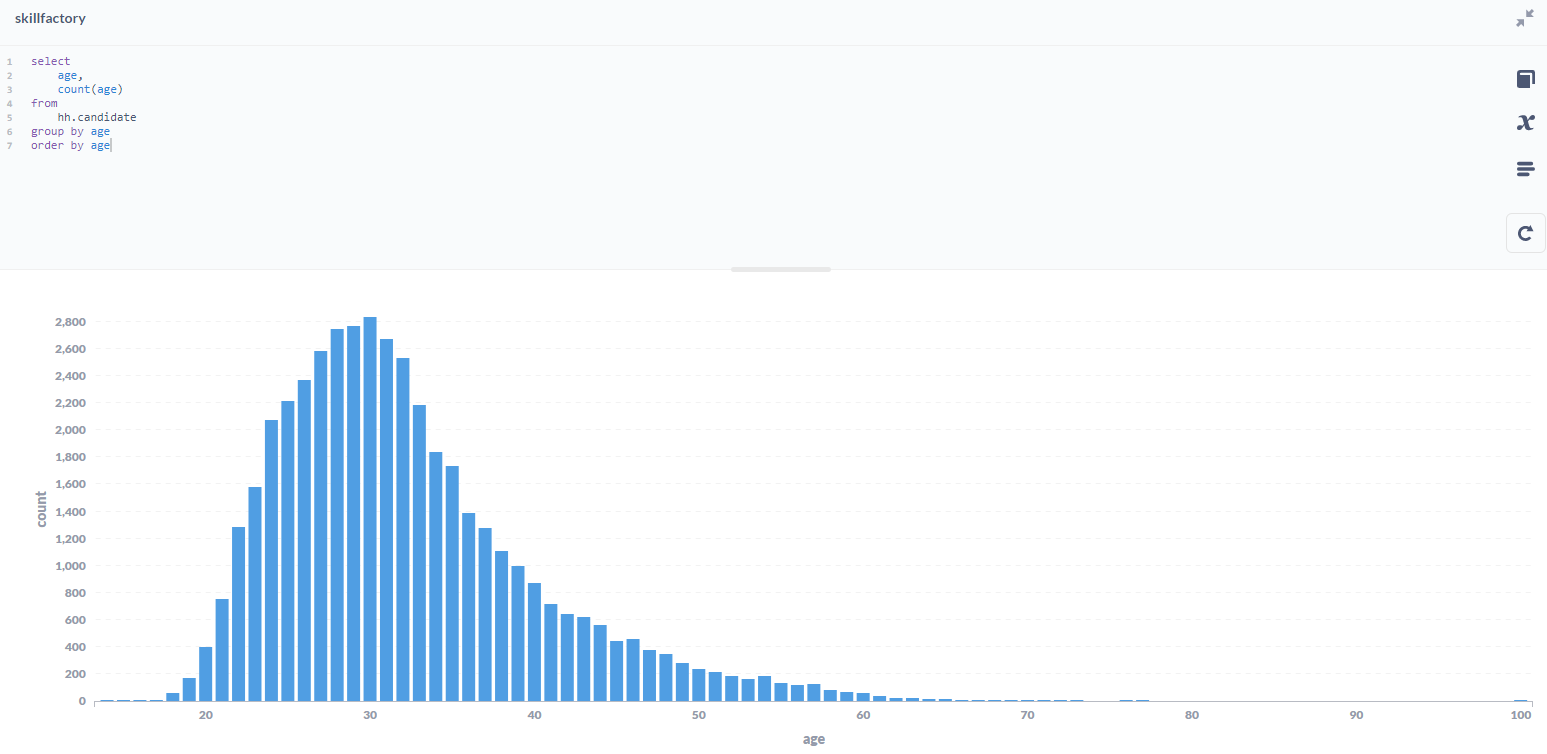 skillfactory
1 select
2 age,
3 count(age)
4 from
5 hh.candidate
6 group by age
7 order by age
2,800
2,600
2,400
2,200
2,000
1,800
1,600
1,400
1,200
1,000
800
600
400
200
0
count
20 30 40 50 60 70 80 90 100
age